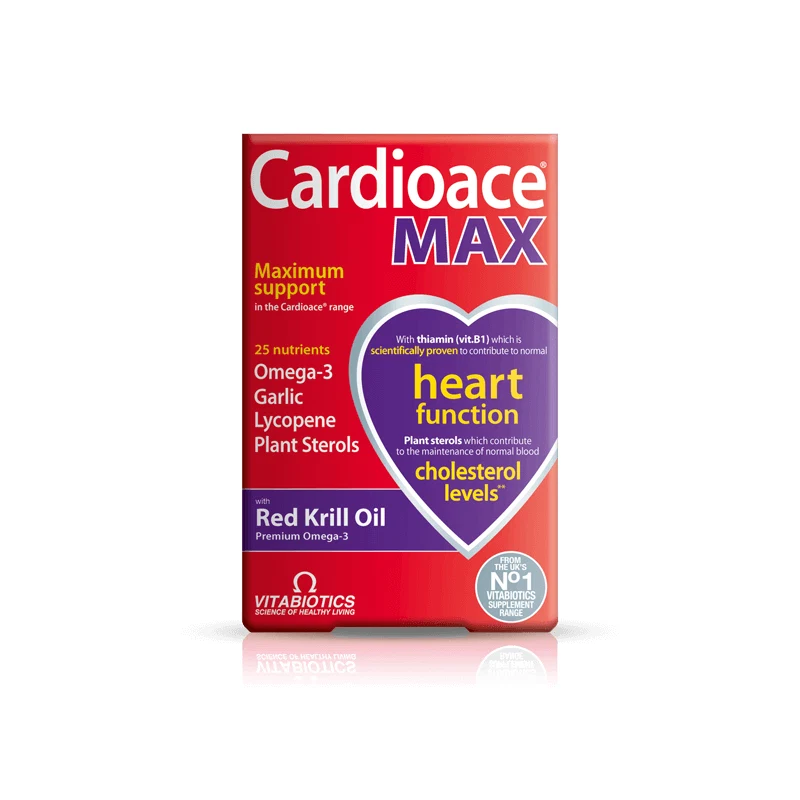 Cardioace®
MAX
Maximum
support
in the Cardioace® range
25 nutrients
Omega-3
Garlic
Lycopene
Plant Sterols
With thiamin (vit.B1) which is
scientifically proven to contribute to normal
heart
function
Plant sterols which contribute
to the maintenance of normal blood
cholesterol
levels**
with
Red Krill Oil
Premium Omega-3
VITABIOTICS
SCIENCE OF HEALTHY LIVING
FROM
THE UK'S
Nº1
VITABIOTICS
SUPPLEMENT
RANGE